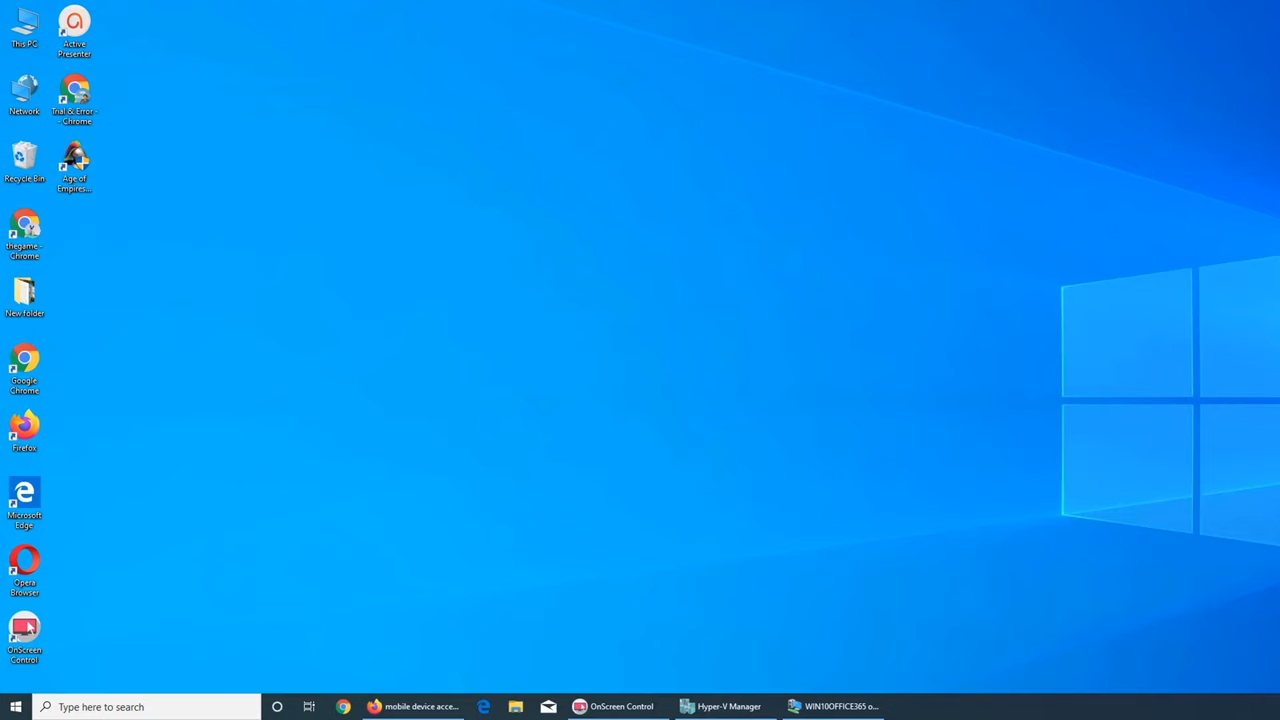 This PC
Active
Presenter
Network
Trial & Error -
- Chrome
Recycle Bin
Age of
Empires...
thegame -
Chrome
New folder
Google
Chrome
Firefox
Microsoft
Edge
Opera
Browser
OnScreen
Control
Type here to search
mobile device acce...
OnScreen Control
Hyper-V Manager
WIN10OFFICE365 o...